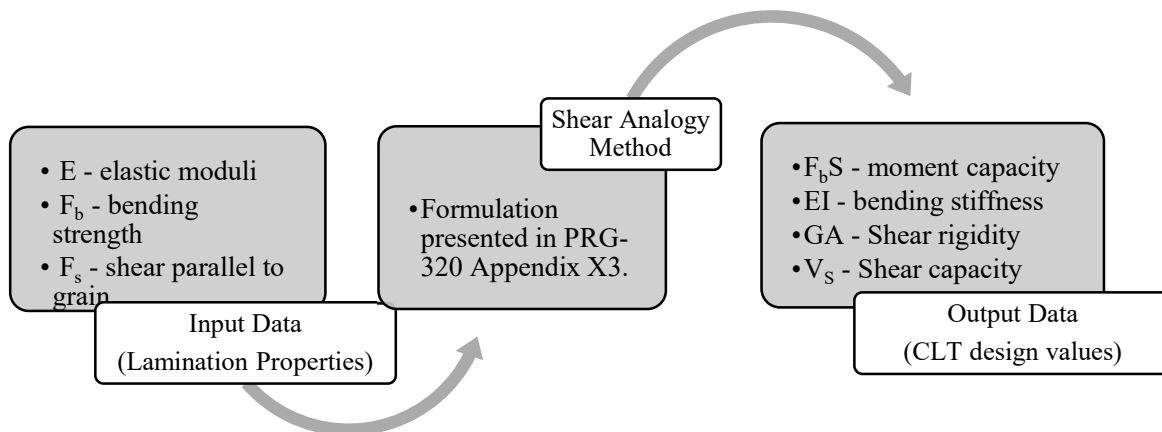 • E - elastic moduli
• F_b - bending
strength
• F_s - shear parallel to
grain
Input Data
(Lamination Properties)
Shear Analogy
Method
•Formulation
presented in PRG-
320 Appendix X3.
•F_bS - moment capacity
•EI - bending stiffness
•GA - Shear rigidity
•V_S - Shear capacity
Output Data
(CLT design values)